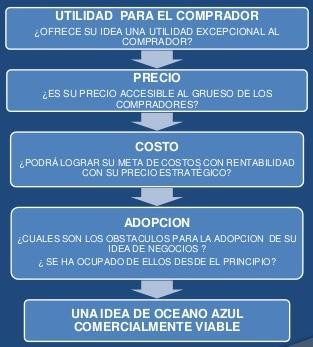 UTILIDAD PARA EL COMPRADOR
¿OFRECE SU IDEA UNA UTILIDAD EXCEPCIONAL AL
COMPRADOR?
PRECIO
¿ES SU PRECIO ACCESIBLE AL GRUESO DE LOS
COMPRADORES?
COSTO
¿PODRÁ LOGRAR SU META DE COSTOS CON RENTABILIDAD
CON SU PRECIO ESTRATÉGICO?
ADOPCION
¿CUALES SON LOS OBSTACULOS PARA LA ADOPCION DE SU
IDEA DE NEGOCIOS ?
¿ SE HA OCUPADO DE ELLOS DESDE EL PRINCIPIO?
UNA IDEA DE OCEANO AZUL
COMERCIALMENTE VIABLE